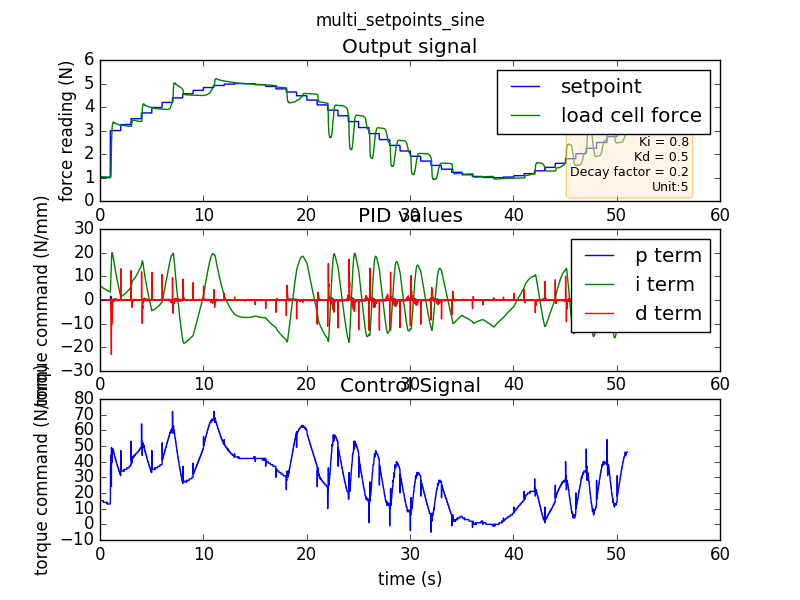 multi_setpoints_sine
Output signal
force reading (N)
6
5
4
3
2
1
0
setpoint
load cell force
Ki = 0.8
Kd = 0.5
Decay factor = 0.2
Unit:5
0 10 20 30 40 50 60
PID values
torque command (N/mm)
30
20
10
0
−10
−20
−30
p term
i term
d term
0 10 20 30 40 50 60
Control Signal
torque command (N/mm)
80
70
60
50
40
30
20
10
0
−10
0 10 20 30 40 50 60
time (s)